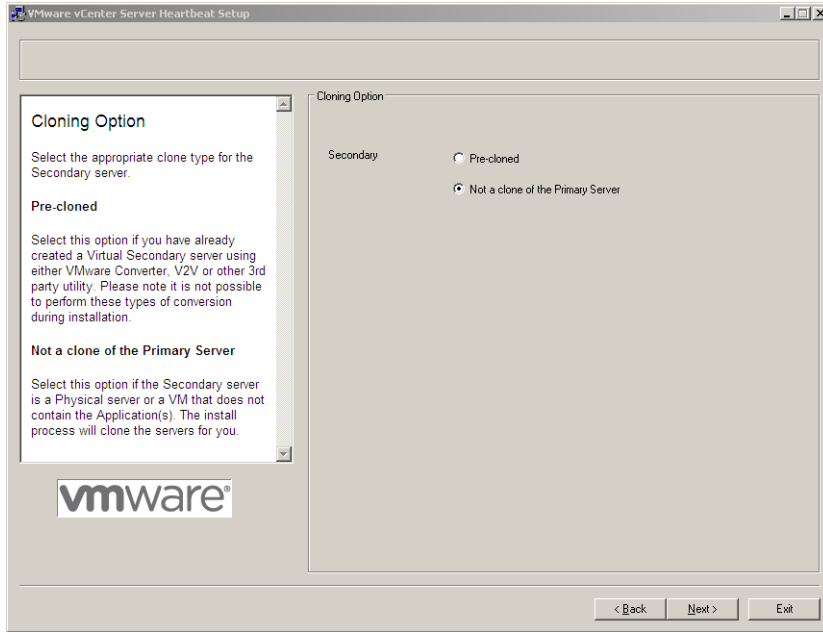 VMware vCenter Server Heartbeat Setup
Cloning Option
Select the appropriate clone type for the
Secondary server.
Pre-cloned
Select this option if you have already
created a Virtual Secondary server using
either VMware Converter, V2V or other 3rd
party utility. Please note it is not possible
to perform these types of conversion
during installation.
Not a clone of the Primary Server
Select this option if the Secondary server
is a Physical server or a VM that does not
contain the Application(s). The install
process will clone the servers for you.
vmware®
Cloning Option
Secondary
Pre-cloned
Not a clone of the Primary Server
< Back
Next >
Exit